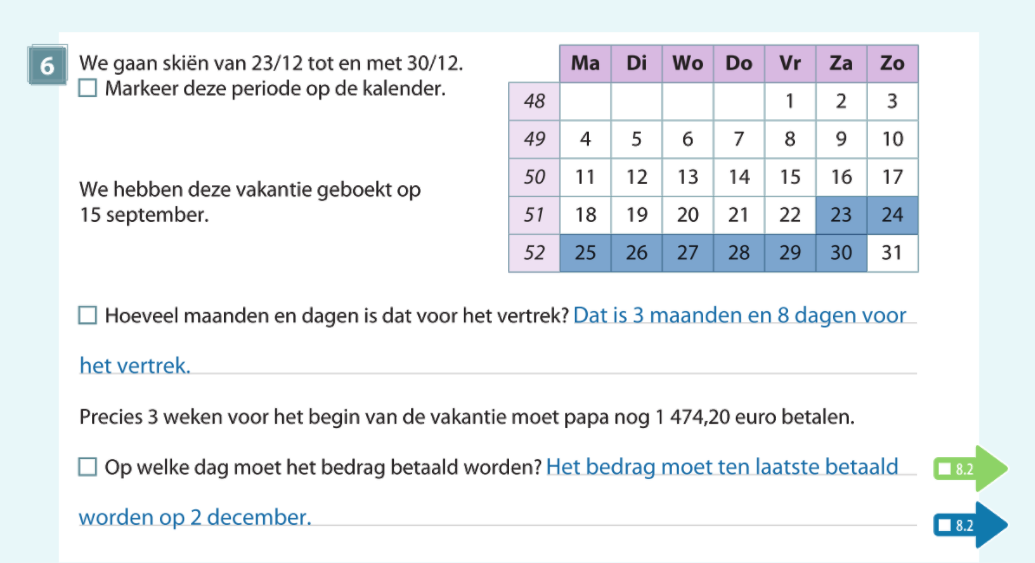 6
We gaan skiën van 23/12 tot en met 30/12.
Markeer deze periode op de kalender.
We hebben deze vakantie geboekt op
15 september.
Ma Di Wo Do Vr Za Zo
48 1 2 3
49 4 5 6 7 8 9 10
50 11 12 13 14 15 16 17
51 18 19 20 21 22 23 24
52 25 26 27 28 29 30 31
Hoeveel maanden en dagen is dat voor het vertrek? Dat is 3 maanden en 8 dagen voor
het vertrek.
Precies 3 weken voor het begin van de vakantie moet papa nog 1 474,20 euro betalen.
Op welke dag moet het bedrag betaald worden? Het bedrag moet ten laatste betaald
8.2
worden op 2 december.
8.2